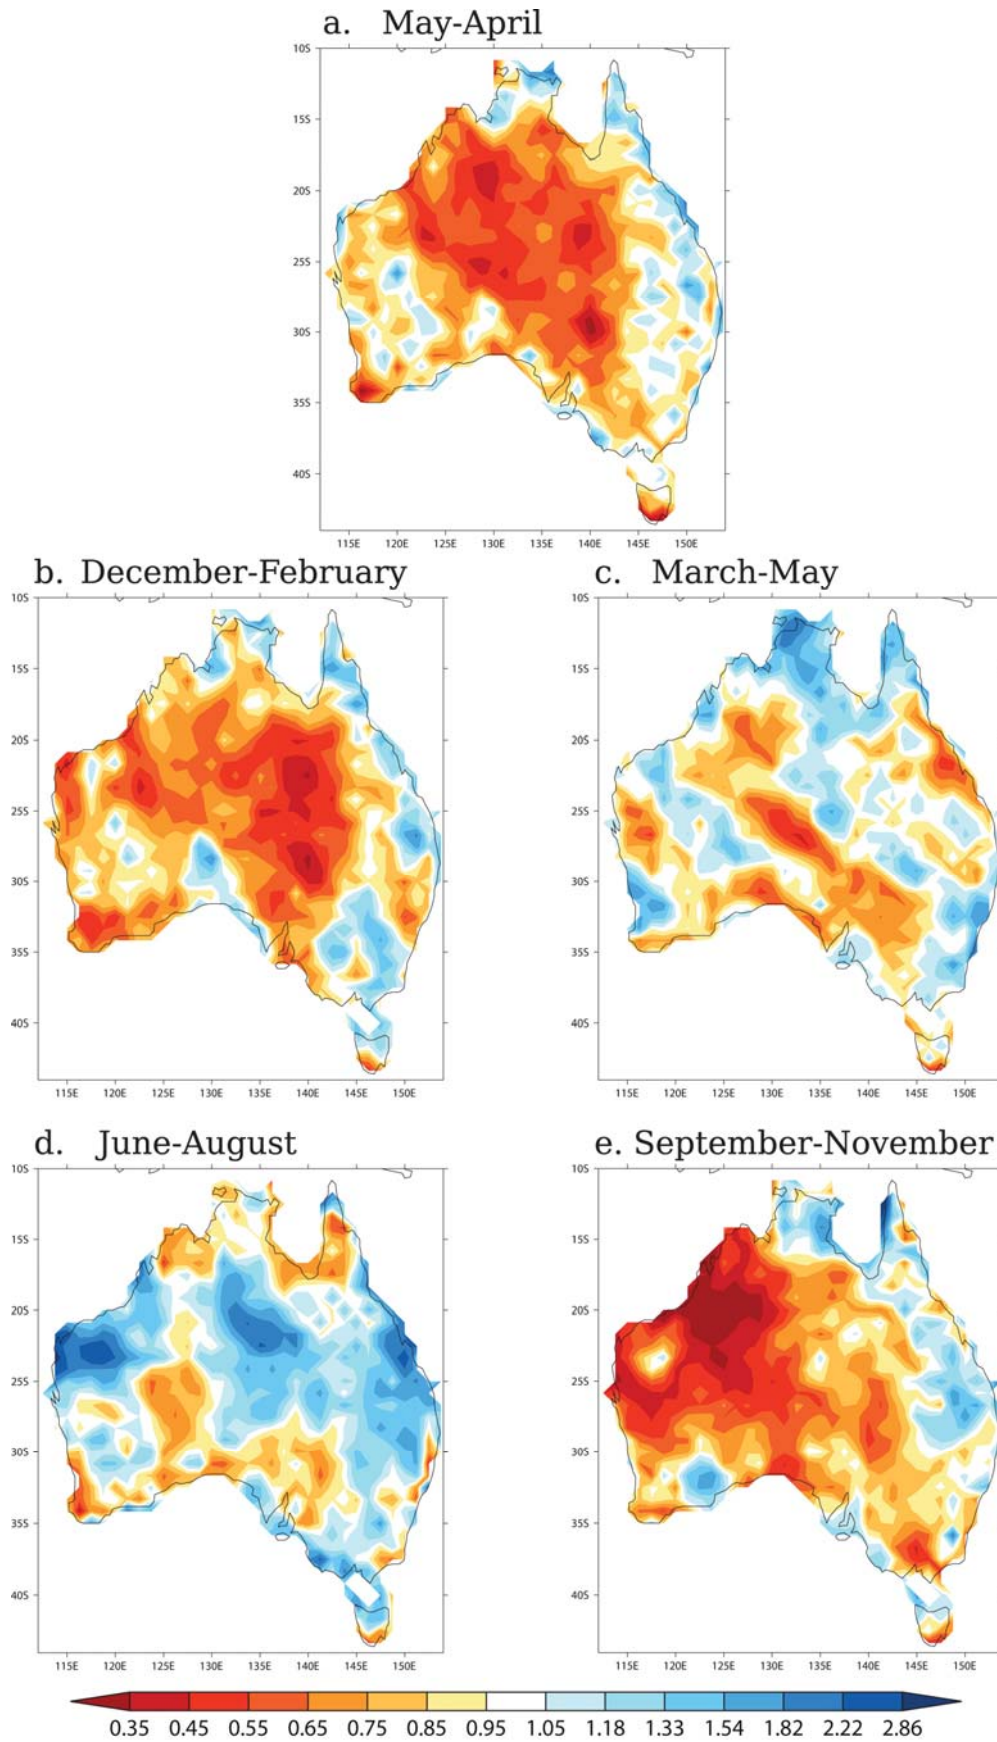 a. May-April
10S
15S
20S
25S
30S
35S
40S
115E 120E 125E 130E 135E 140E 145E 150E
b. December-February
c. March-May
10S 10S
15S 15S
20S 20S
25S 25S
30S 30S
35S 35S
40S 40S
115E 120E 125E 130E 135E 140E 145E 150E 115E 120E 125E 130E 135E 140E 145E 150E
d. June-August
e. September-November
10S 10S
15S 15S
20S 20S
25S 25S
30S 30S
35S 35S
40S 40S
115E 120E 125E 130E 135E 140E 145E 150E 115E 120E 125E 130E 135E 140E 145E 150E
0.35 0.45 0.55 0.65 0.75 0.85 0.95 1.05 1.18 1.33 1.54 1.82 2.22 2.86